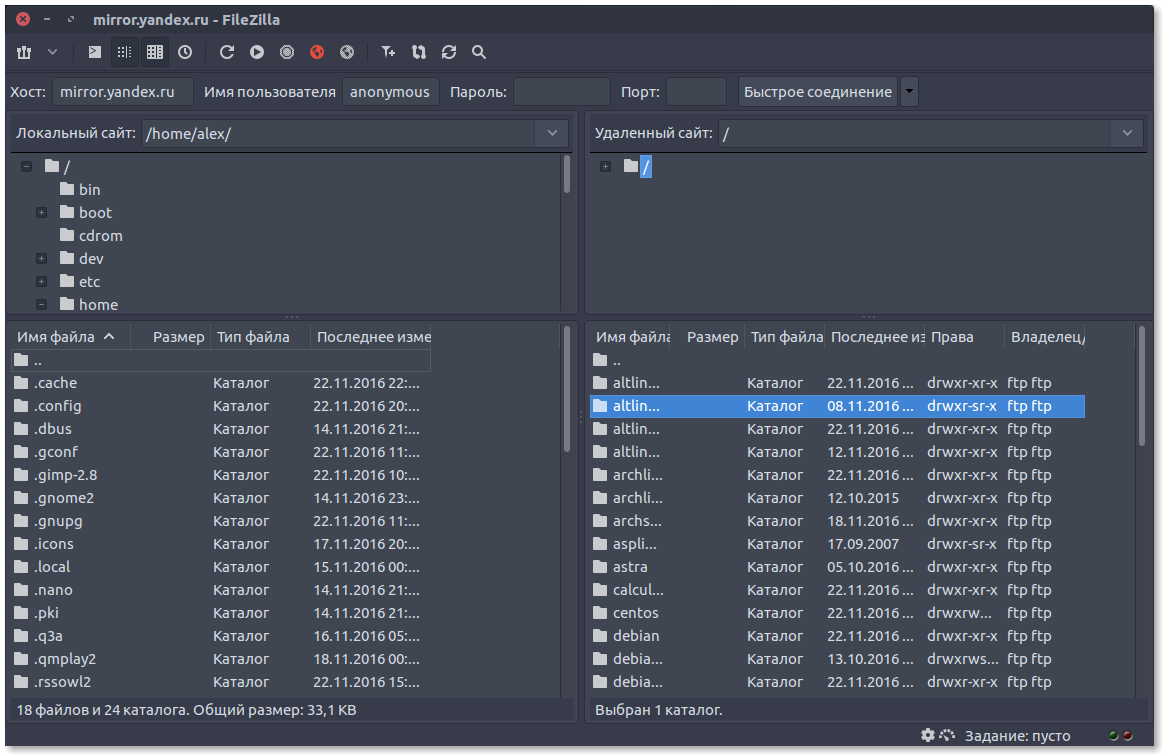 mirror.yandex.ru - FileZilla
Хост: mirror.yandex.ru Имя пользователя anonymous Пароль: Порт: Быстрое соединение
Локальный сайт: /home/alex/
/
bin
boot
cdrom
dev
etc
home
Удаленный сайт: /
/
Имя файла Размер Тип файла Последнее изме
..
.cache Каталог 22.11.2016 22:...
.config Каталог 22.11.2016 20:...
.dbus Каталог 14.11.2016 21:...
.gconf Каталог 22.11.2016 11:...
.gimp-2.8 Каталог 22.11.2016 10:...
.gnome2 Каталог 14.11.2016 23:...
.gnupg Каталог 22.11.2016 11:...
.icons Каталог 17.11.2016 20:...
.local Каталог 15.11.2016 00:...
.nano Каталог 14.11.2016 21:...
.pki Каталог 14.11.2016 21:...
.q3a Каталог 16.11.2016 05:...
.qmplay2 Каталог 18.11.2016 00:...
.rssowl2 Каталог 22.11.2016 15:...
18 файлов и 24 каталога. Общий размер: 33,1 KB
Имя файла Размер Тип файла Последнее из Права Владелец/
..
altlin... Каталог 22.11.2016 ... drwxr-xr-x ftp ftp
altlin... Каталог 08.11.2016 ... drwxr-sr-x ftp ftp
altlin... Каталог 22.11.2016 ... drwxr-xr-x ftp ftp
altlin... Каталог 12.11.2016 ... drwxr-xr-x ftp ftp
archli... Каталог 22.11.2016 ... drwxr-xr-x ftp ftp
archli... Каталог 12.10.2015 drwxr-xr-x ftp ftp
archs... Каталог 18.11.2016 ... drwxr-xr-x ftp ftp
aspli... Каталог 17.09.2007 drwxr-sr-x ftp ftp
astra Каталог 05.10.2016 ... drwxr-xr-x ftp ftp
calcul... Каталог 22.11.2016 ... drwxr-xr-x ftp ftp
centos Каталог 22.11.2016 ... drwxrw... ftp ftp
debian Каталог 22.11.2016 ... drwxr-xr-x ftp ftp
debia... Каталог 13.10.2016 ... drwxrws... ftp ftp
debia... Каталог 22.11.2016 ... drwxr-xr-x ftp ftp
Выбран 1 каталог.
Задание: пусто